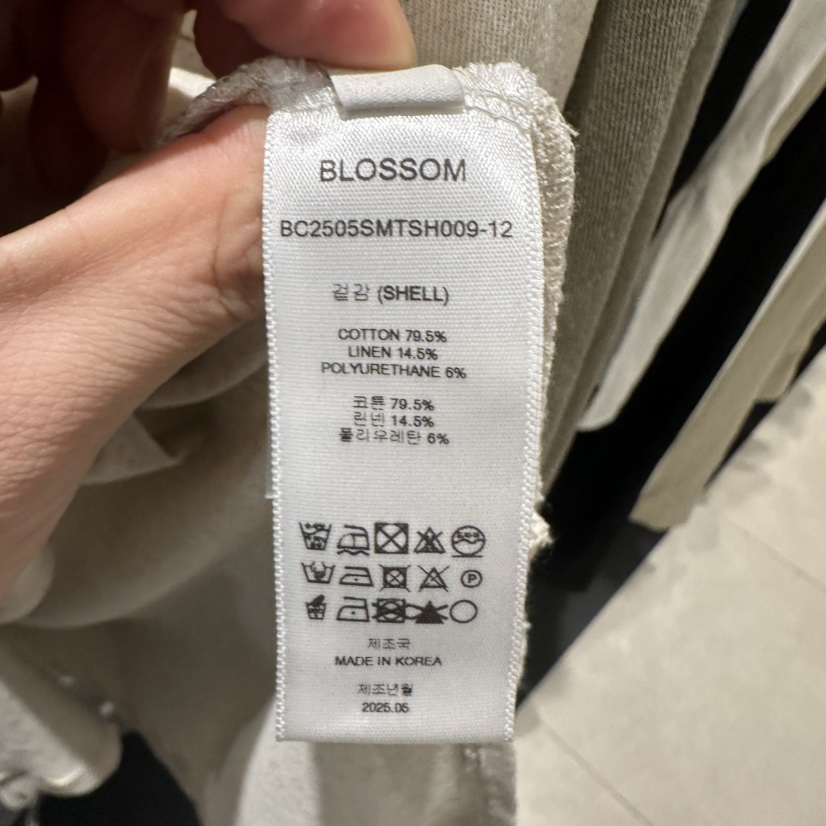 BLOSSOM
BC2505SMTSH009-12
겉감 (SHELL)
COTTON 79.5%
LINEN 14.5%
POLYURETHANE 6%
코튼 79.5%
린넨 14.5%
폴리우레탄 6%
제조국
MADE IN KOREA
제조년월
2025.05